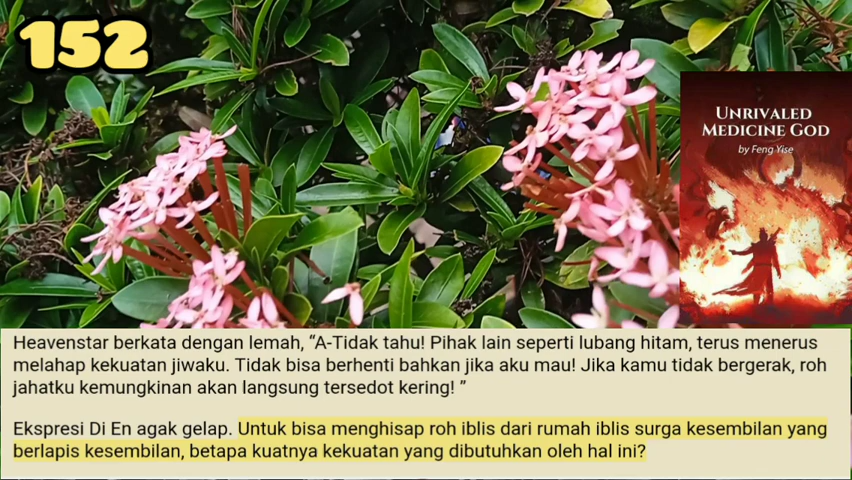 152
UNRIVALED
MEDICINE GOD
by Feng Yise
Heavenstar berkata dengan lemah, “A-Tidak tahu! Pihak lain seperti lubang hitam, terus menerus
melahap kekuatan jiwaku. Tidak bisa berhenti bahkan jika aku mau! Jika kamu tidak bergerak, roh
jahatku kemungkinan akan langsung tersedot kering! ”
Ekspresi Di En agak gelap. Untuk bisa menghisap roh iblis dari rumah iblis surga kesembilan yang
berlapis kesembilan, betapa kuatnya kekuatan yang dibutuhkan oleh hal ini?